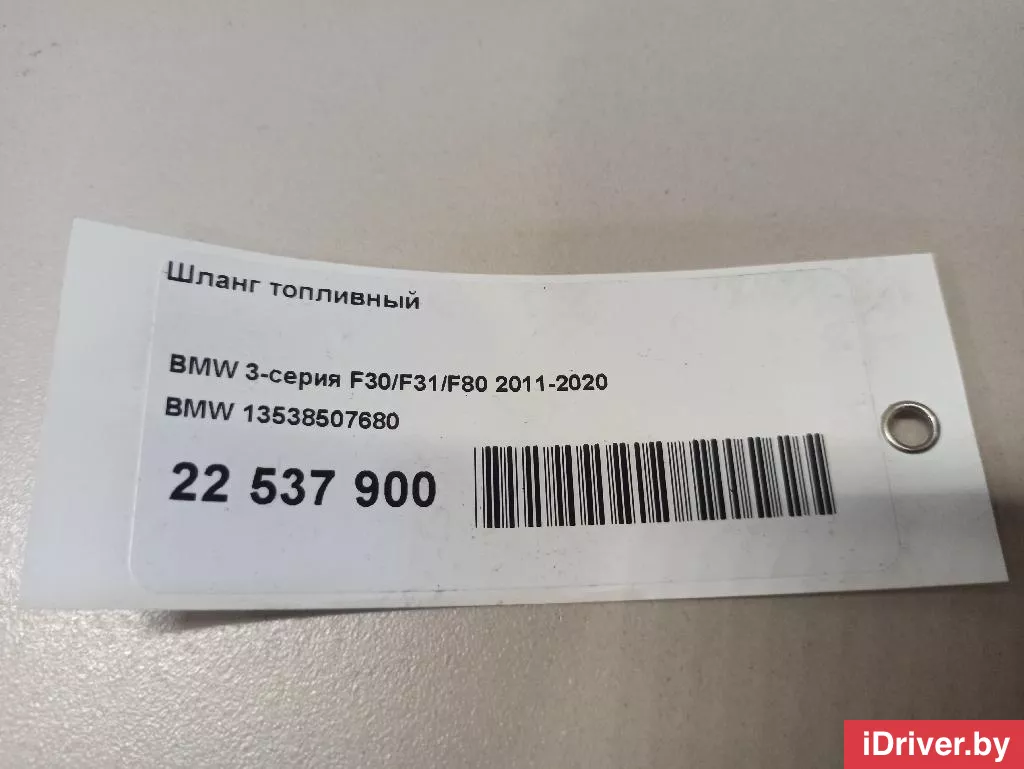 Шланг топливный
BMW 3-серия F30/F31/F80 2011-2020
BMW 13538507680
22 537 900
iDriver.by